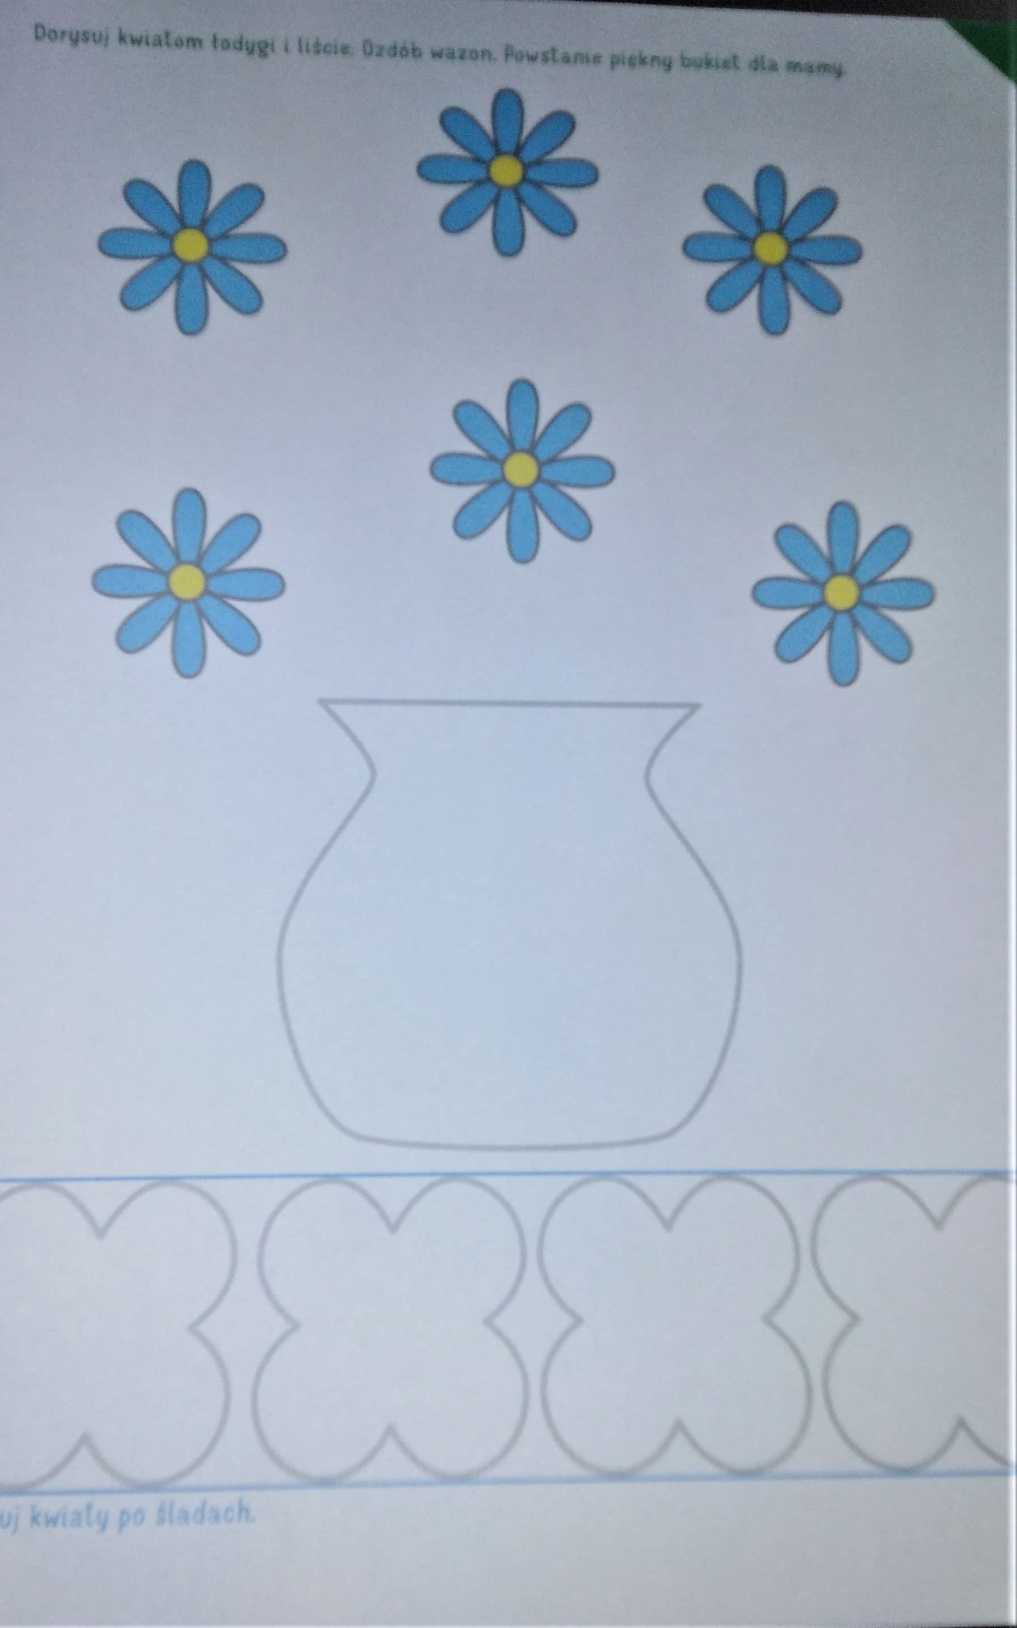 Dorysuj kwiatom łodygi i liście. Ozdób wazon. Powstanie piękny bukiet dla mamy.
kwiaty po śladach.